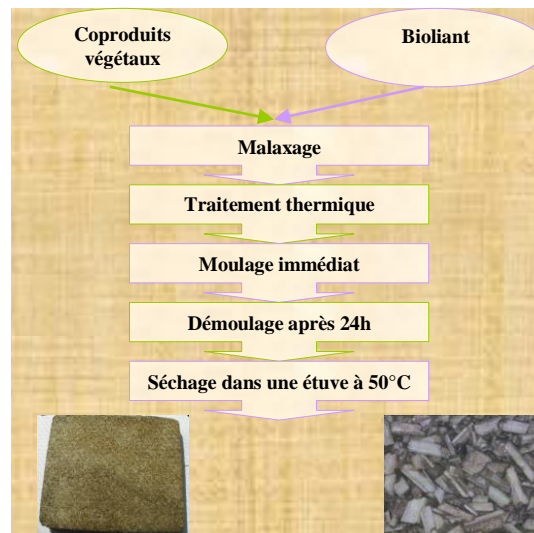 Coproduits
végétaux
Bioliant
Malaxage
Traitement thermique
Moulage immédiat
Démoulage après 24h
Séchage dans une étuve à 50°C